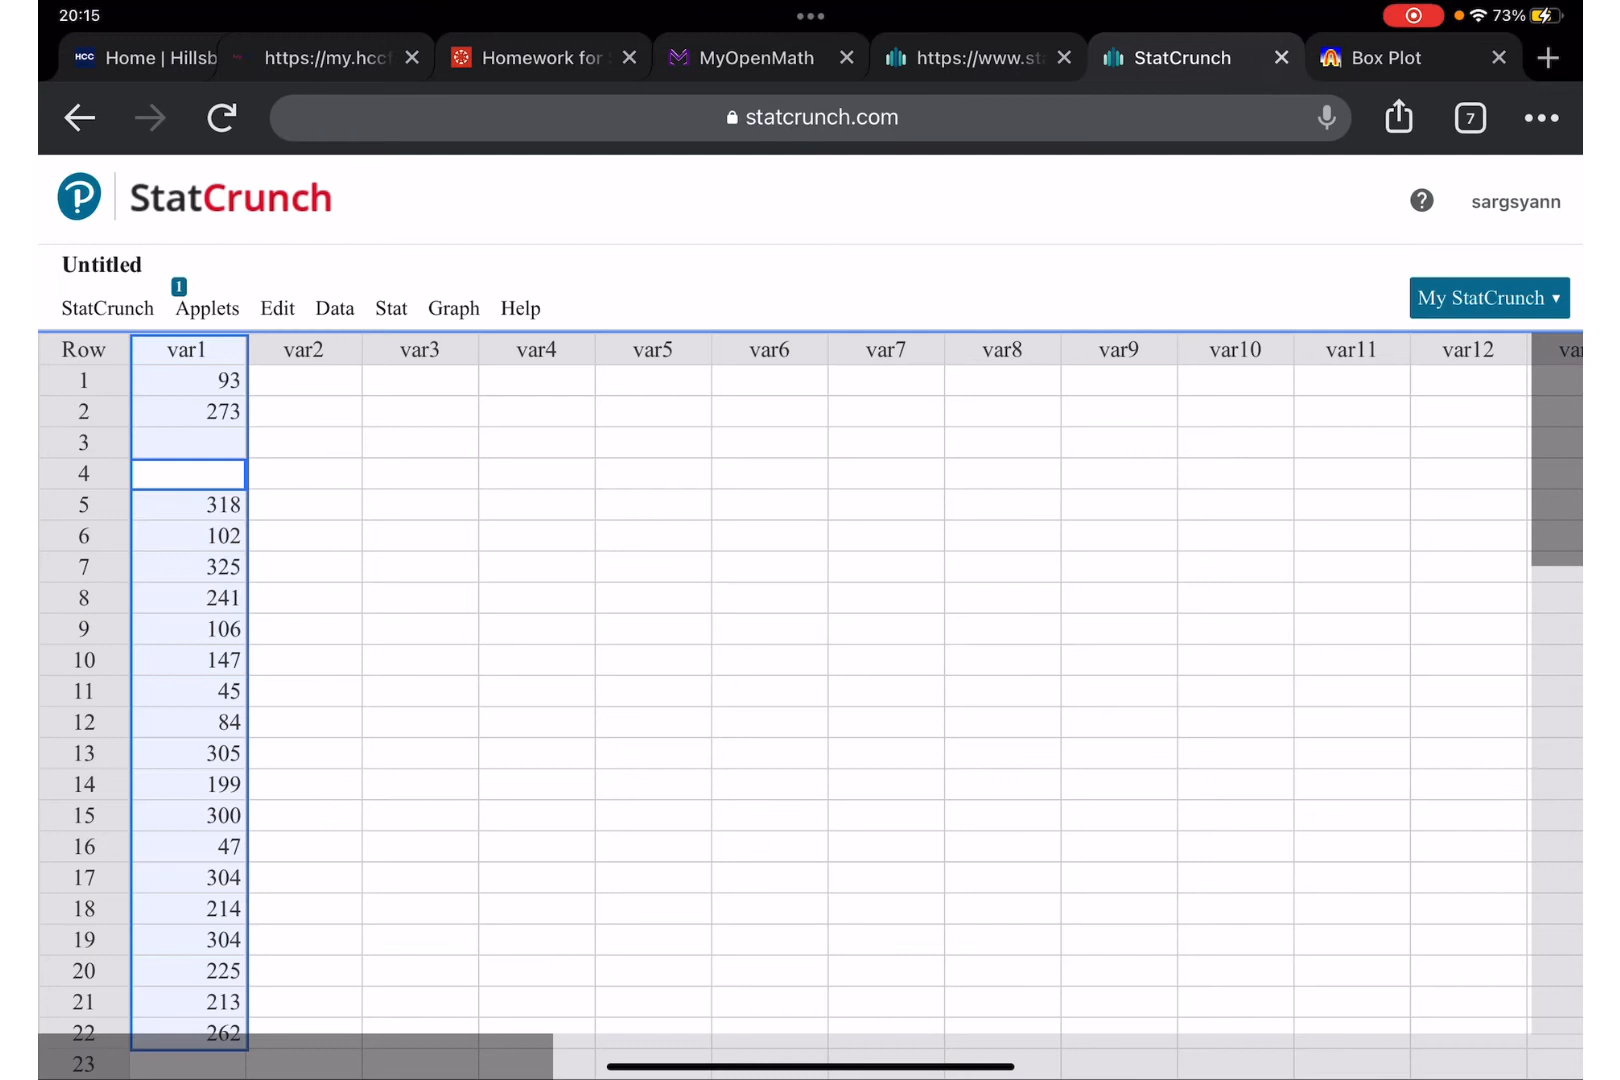 20:15
73%
Home | Hillsb
https://my.hccf
Homework for
MyOpenMath
https://www.sta
StatCrunch
Box Plot
statcrunch.com
7
StatCrunch
sargsyann
Untitled
1
StatCrunch Applets Edit Data Stat Graph Help
My StatCrunch
Row var1 var2 var3 var4 var5 var6 var7 var8 var9 var10 var11 var12 var
1 93
2 273
3
4
5 318
6 102
7 325
8 241
9 106
10 147
11 45
12 84
13 305
14 199
15 300
16 47
17 304
18 214
19 304
20 225
21 213
22 262
23